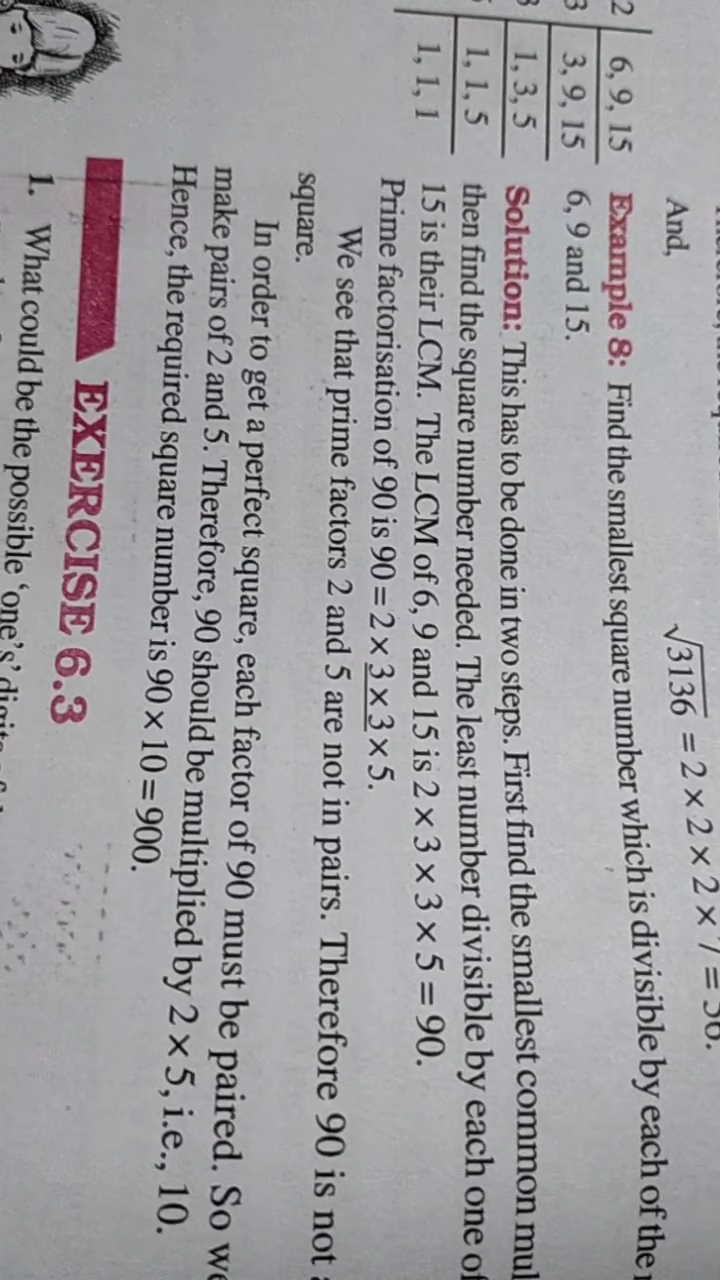 √3136 = 2 × 2 × 2 × 7 = 56.
And,
Example 8: Find the smallest square number which is divisible by each of the
6, 9 and 15.
2 | 6, 9, 15
3 | 3, 9, 15
3 | 1, 3, 5
1, 1, 5
1, 1, 1
Solution: This has to be done in two steps. First find the smallest common
then find the square number needed. The least number divisible by each one of
15 is their LCM. The LCM of 6, 9 and 15 is 2 × 3 × 3 × 5 = 90.
Prime factorisation of 90 is 90 = 2 × 3 × 3 × 5.
We see that prime factors 2 and 5 are not in pairs. Therefore 90 is not
square.
In order to get a perfect square, each factor of 90 must be paired. So we
make pairs of 2 and 5. Therefore, 90 should be multiplied by 2 × 5, i.e., 10.
Hence, the required square number is 90 × 10 = 900.
EXERCISE 6.3
1. What could be the possible ‘one’s’